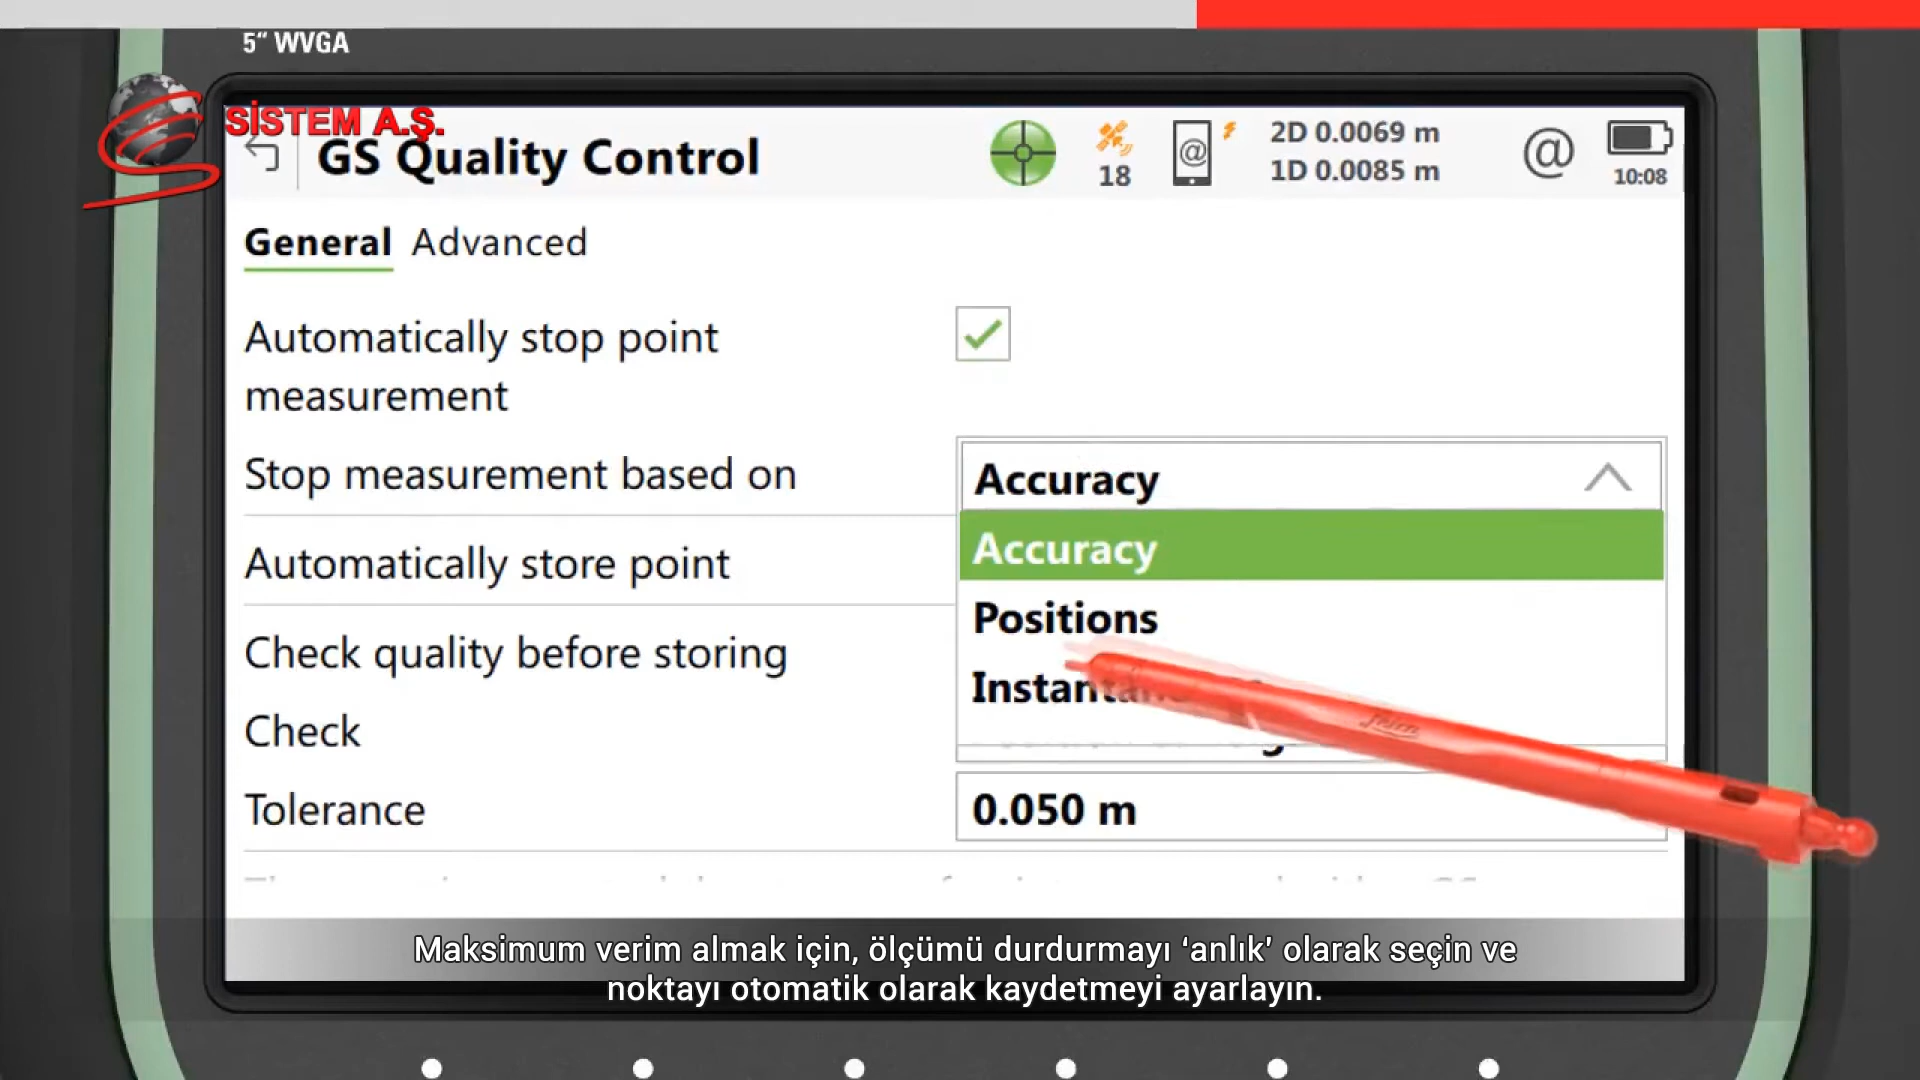 5“ WVGA
SİSTEM A.Ş.
GS Quality Control
18
@
2D 0.0069 m
1D 0.0085 m
@
10:08
General Advanced
Automatically stop point
measurement
Stop measurement based on
Accuracy
Accuracy
Automatically store point
Positions
Check quality before storing
Check
Tolerance
0.050 m
Maksimum verim almak için, ölçümü durdurmayı ‘anlık’ olarak seçin ve
noktayı otomatik olarak kaydetmeyi ayarlayın.